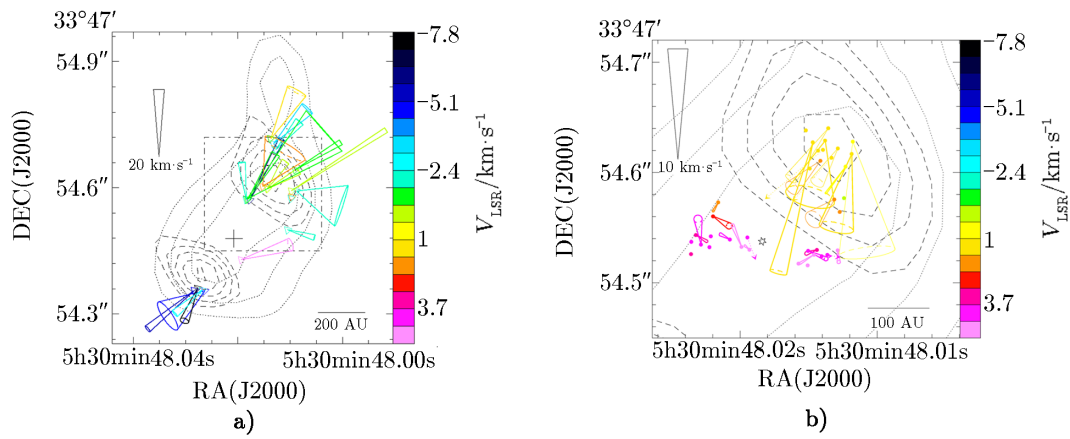 33°47′
54.9″
54.6″
54.3″
DEC(J2000)
20 km·s⁻¹
200 AU
5h30min48.04s
5h30min48.00s
RA(J2000)
a)
−7.8
−5.1
−2.4
1
3.7
V_LSR/km·s⁻¹
33°47′
54.7″
54.6″
54.5″
DEC(J2000)
10 km·s⁻¹
100 AU
5h30min48.02s
5h30min48.01s
RA(J2000)
b)
−7.8
−5.1
−2.4
1
3.7
V_LSR/km·s⁻¹